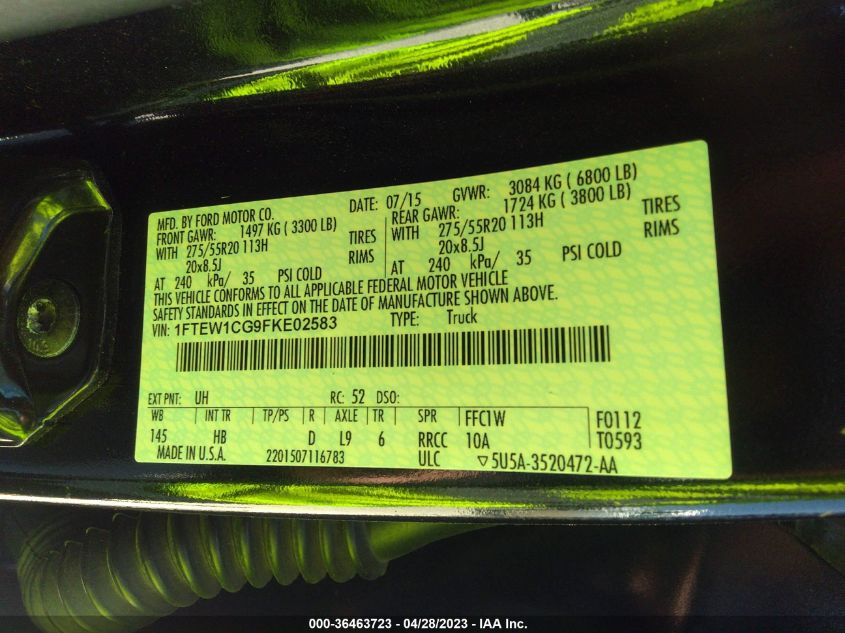 MFD. BY FORD MOTOR CO. DATE: 07/15 GVWR: 3084 KG ( 6800 LB)
FRONT GAWR: 1497 KG ( 3300 LB) REAR GAWR: 1724 KG ( 3800 LB)
WITH 275/55R20 113H TIRES WITH 275/55R20 113H TIRES
20x8.5J RIMS 20x8.5J RIMS
AT 240 kPa/ 35 PSI COLD AT 240 kPa/ 35 PSI COLD
THIS VEHICLE CONFORMS TO ALL APPLICABLE FEDERAL MOTOR VEHICLE
SAFETY STANDARDS IN EFFECT ON THE DATE OF MANUFACTURE SHOWN ABOVE.
VIN: 1FTEW1CG9FKE02583 TYPE: Truck
EXT PNT: UH RC: 52 DSO:
WB INT TR TP/PS R AXLE TR SPR FFC1W F0112
145 HB D L9 6 RRCC 10A T0593
MADE IN U.S.A. 2201507116783 ULC ▽5U5A-3520472-AA
000-36463723 - 04/28/2023 - IAA Inc.